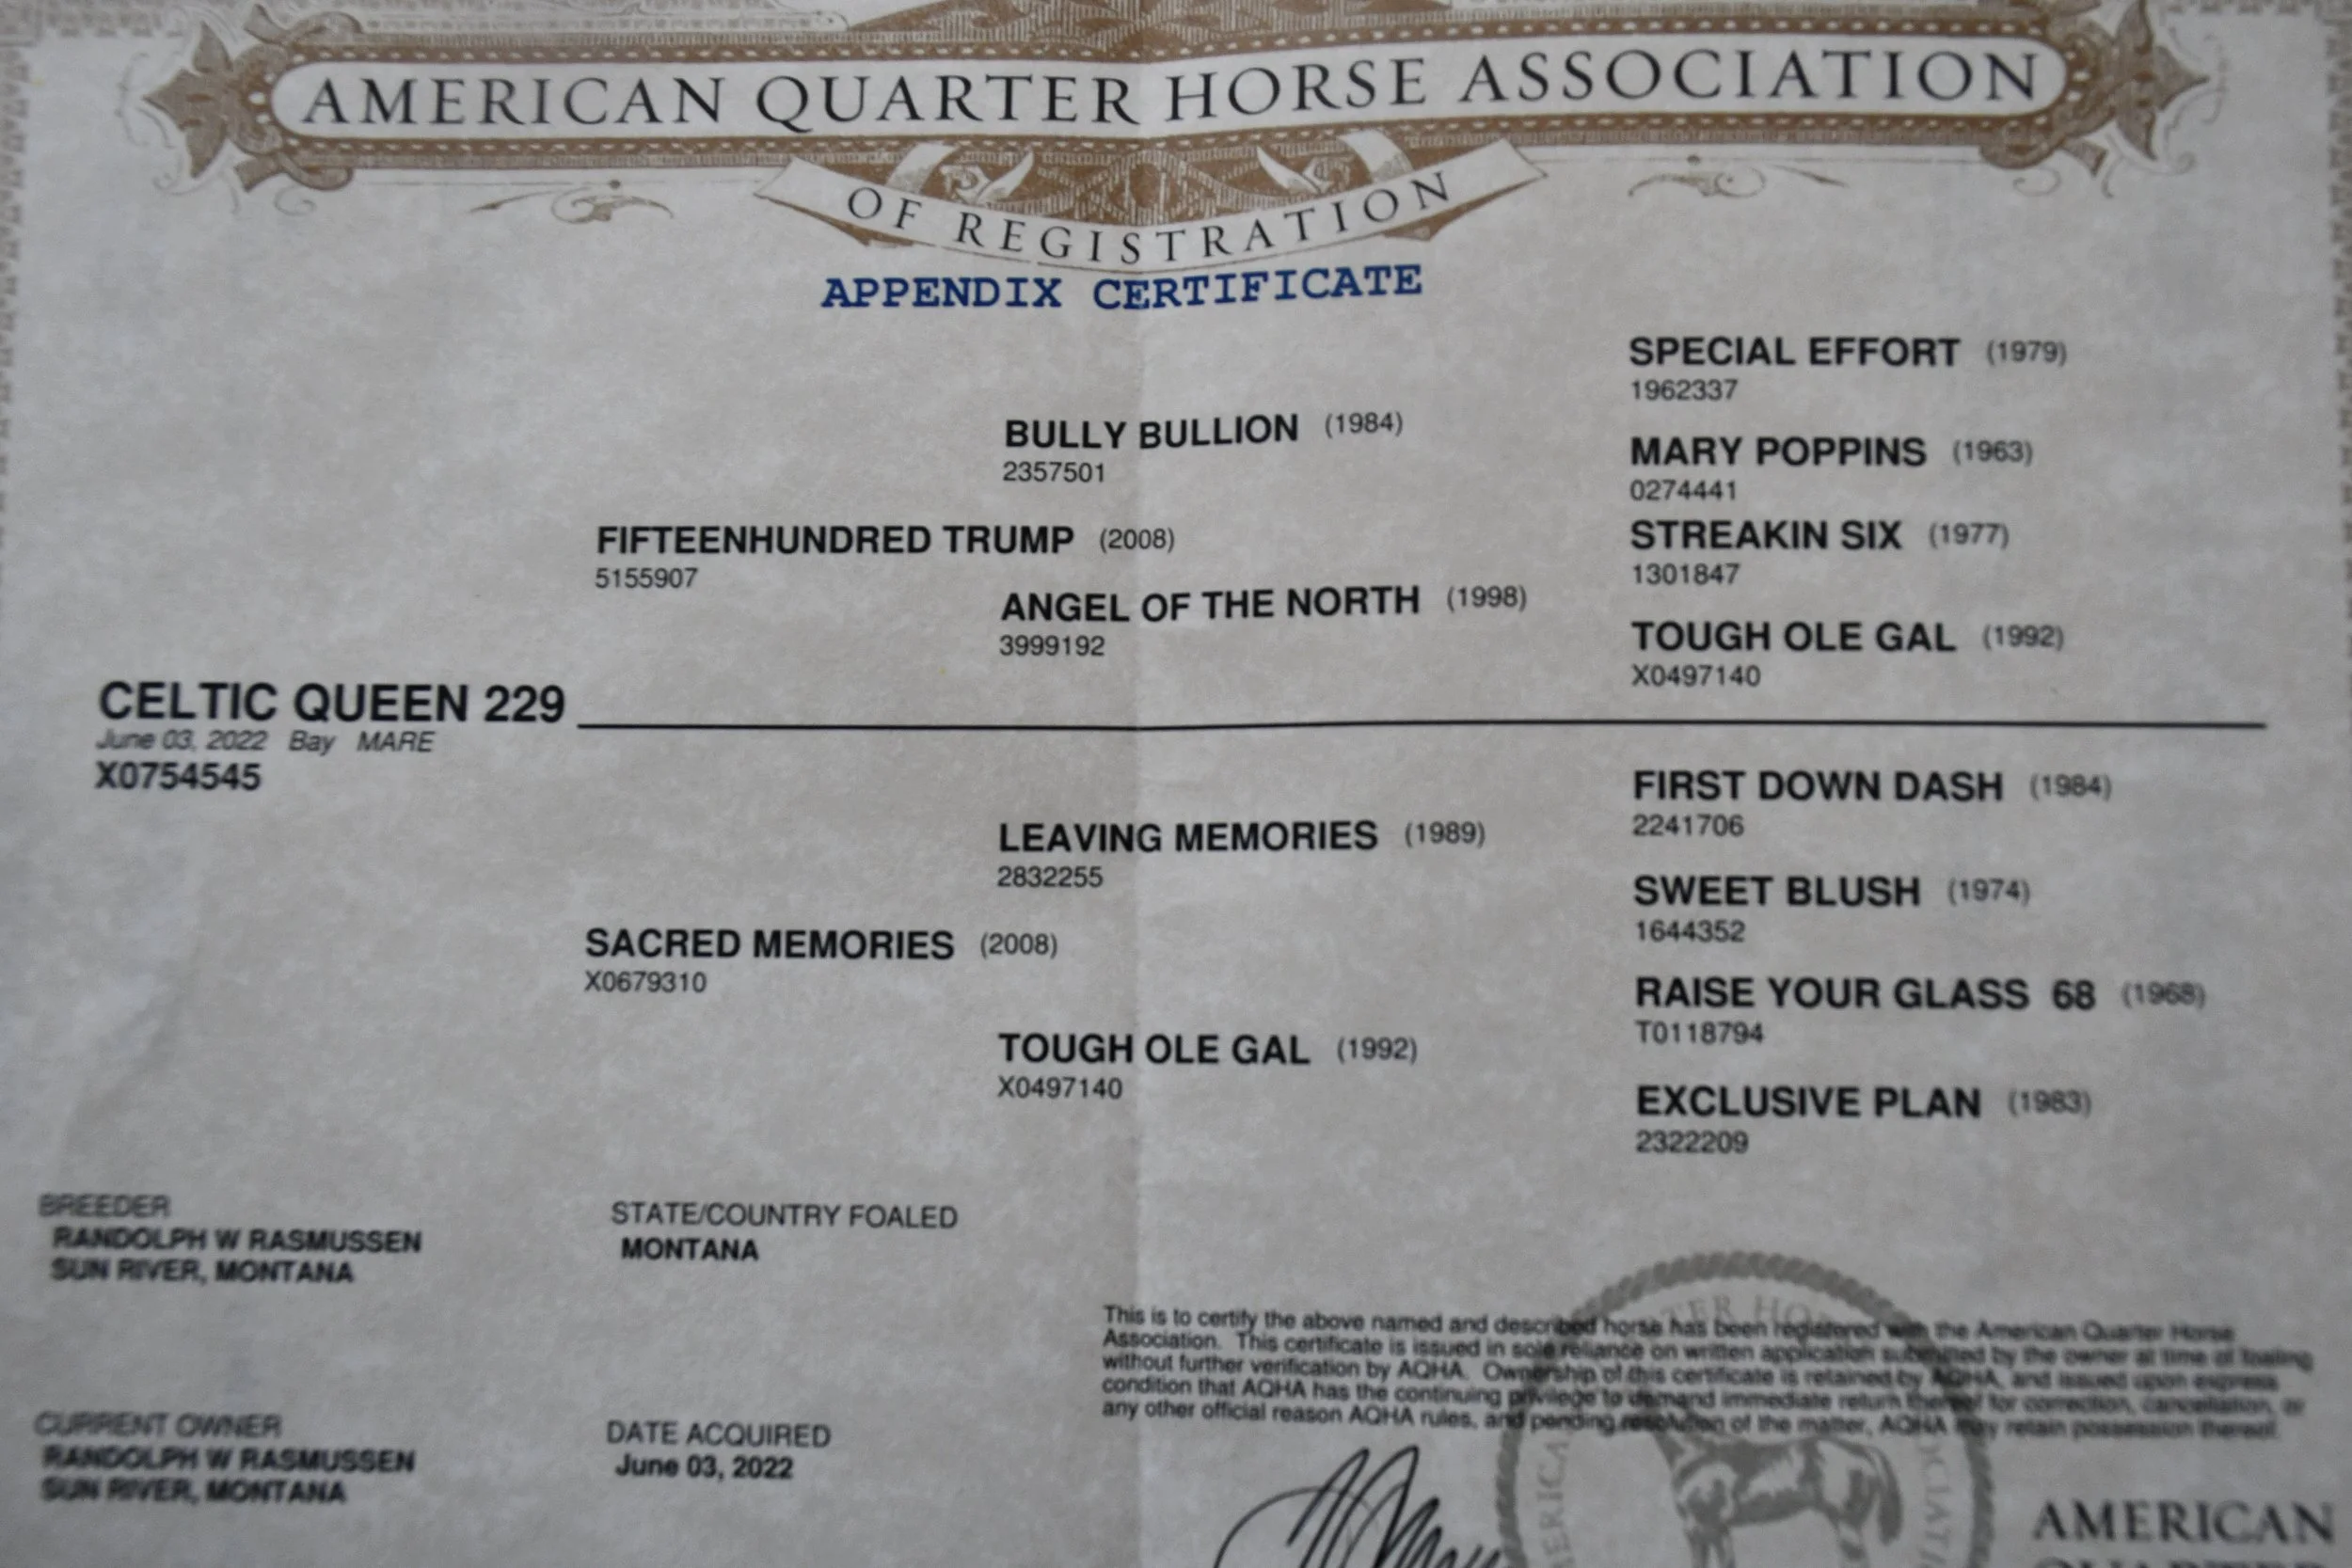 AMERICAN QUARTER HORSE ASSOCIATION
OF REGISTRATION
APPENDIX CERTIFICATE
SPECIAL EFFORT (1979)
1962337
BULLY BULLION (1984)
2357501
MARY POPPINS (1963)
0274441
FIFTEENHUNDRED TRUMP (2008)
5155907
STREAKIN SIX (1977)
1301847
ANGEL OF THE NORTH (1998)
3999192
TOUGH OLE GAL (1992)
X0497140
CELTIC QUEEN 229
June 03, 2022 Bay MARE
X0754545
FIRST DOWN DASH (1984)
2241706
LEAVING MEMORIES (1989)
2832255
SWEET BLUSH (1974)
1644352
SACRED MEMORIES (2008)
X0679310
RAISE YOUR GLASS 68 (1968)
T0118794
TOUGH OLE GAL (1992)
X0497140
EXCLUSIVE PLAN (1983)
2322209
BREEDER
RANDOLPH W RASMUSSEN
SUN RIVER, MONTANA
STATE/COUNTRY FOALED
MONTANA
This is to certify the above named and described horse has been registered with the American Quarter Horse
Association. This certificate is issued in sole reliance on written application submitted by the owner at time of foaling
without further verification by AQHA. Ownership of this certificate is retained by AQHA, and issued upon express
condition that AQHA has the continuing privilege to demand immediate return thereof for correction, cancellation, or
any other official reason AQHA rules, and pending resolution of the matter, AQHA may retain possession thereof.
CURRENT OWNER
RANDOLPH W RASMUSSEN
SUN RIVER, MONTANA
DATE ACQUIRED
June 03, 2022
AMERICAN